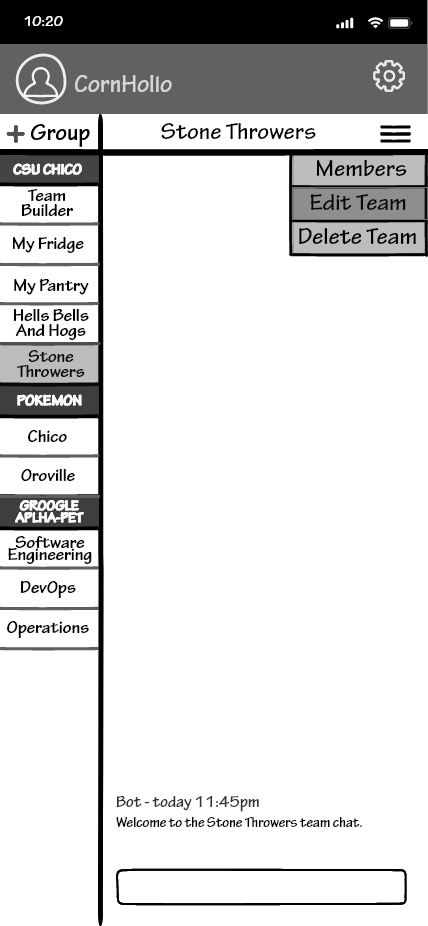 10:20
CornHolio
+ Group
Stone Throwers
CSU CHICO
Team
Builder
My Fridge
My Pantry
Hells Bells
And Hogs
Stone
Throwers
POKEMON
Chico
Oroville
GROOGLE
APLHA-PET
Software
Engineering
DevOps
Operations
Members
Edit Team
Delete Team
Bot - today 11:45pm
Welcome to the Stone Throwers team chat.